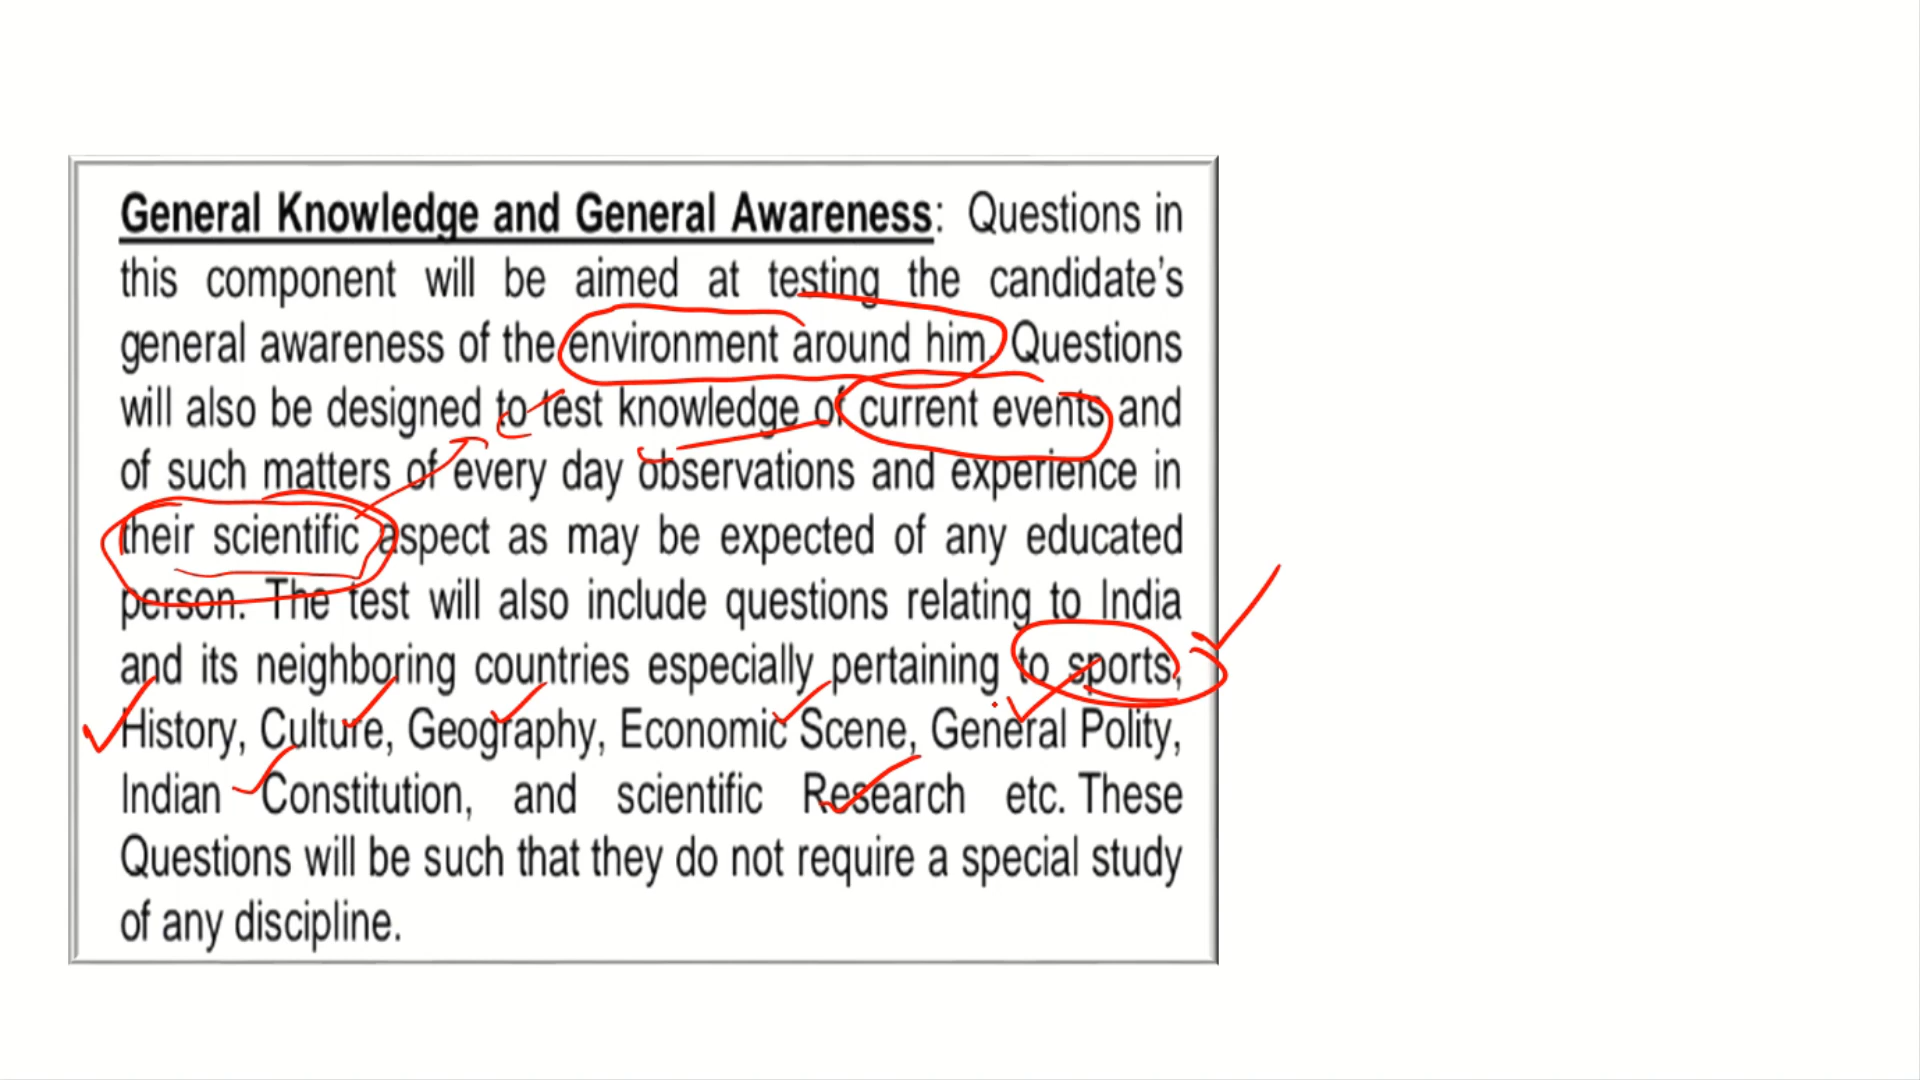 General Knowledge and General Awareness: Questions in
this component will be aimed at testing the candidate's
general awareness of the environment around him. Questions
will also be designed to test knowledge of current events and
of such matters of every day observations and experience in
their scientific aspect as may be expected of any educated
person. The test will also include questions relating to India
and its neighboring countries especially pertaining to sports,
History, Culture, Geography, Economic Scene, General Polity,
Indian Constitution, and scientific Research etc. These
Questions will be such that they do not require a special study
of any discipline.